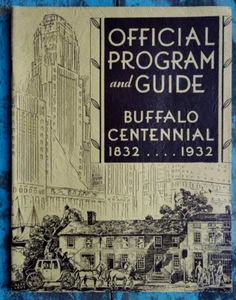 OFFICIAL
PROGRAM
and GUIDE
BUFFALO
CENTENNIAL
1832 .... 1932